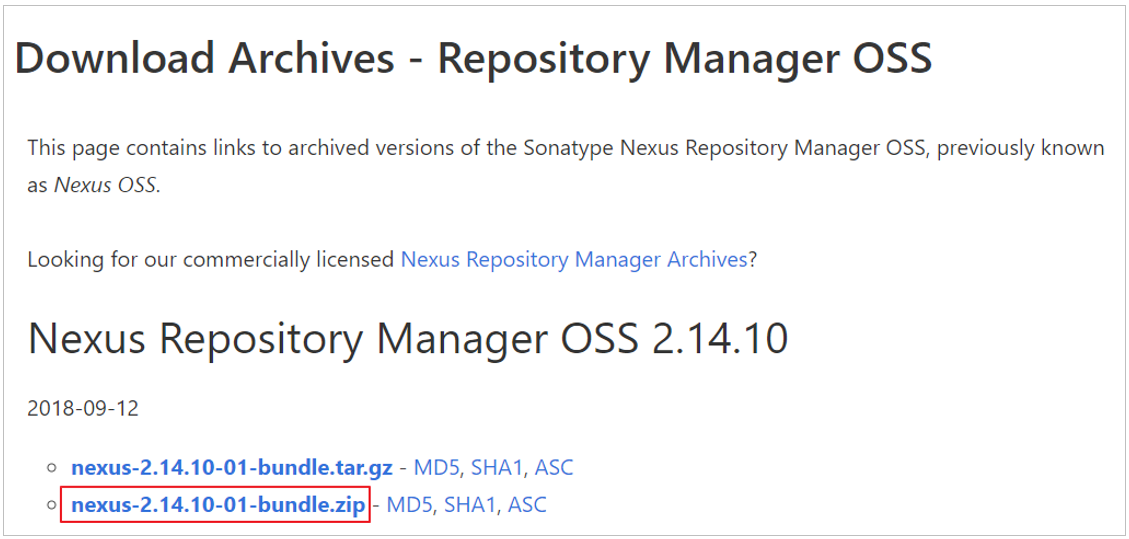 Download Archives - Repository Manager OSS
This page contains links to archived versions of the Sonatype Nexus Repository Manager OSS, previously known
as Nexus OSS.
Looking for our commercially licensed Nexus Repository Manager Archives?
Nexus Repository Manager OSS 2.14.10
2018-09-12
nexus-2.14.10-01-bundle.tar.gz - MD5, SHA1, ASC
nexus-2.14.10-01-bundle.zip - MD5, SHA1, ASC